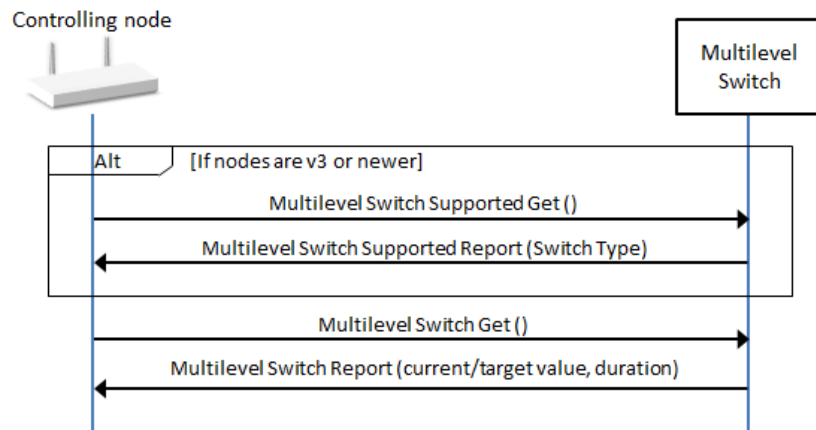 Controlling node
Multilevel
Switch
Alt
[If nodes are v3 or newer]
Multilevel Switch Supported Get ()
Multilevel Switch Supported Report (Switch Type)
Multilevel Switch Get ()
Multilevel Switch Report (current/target value, duration)